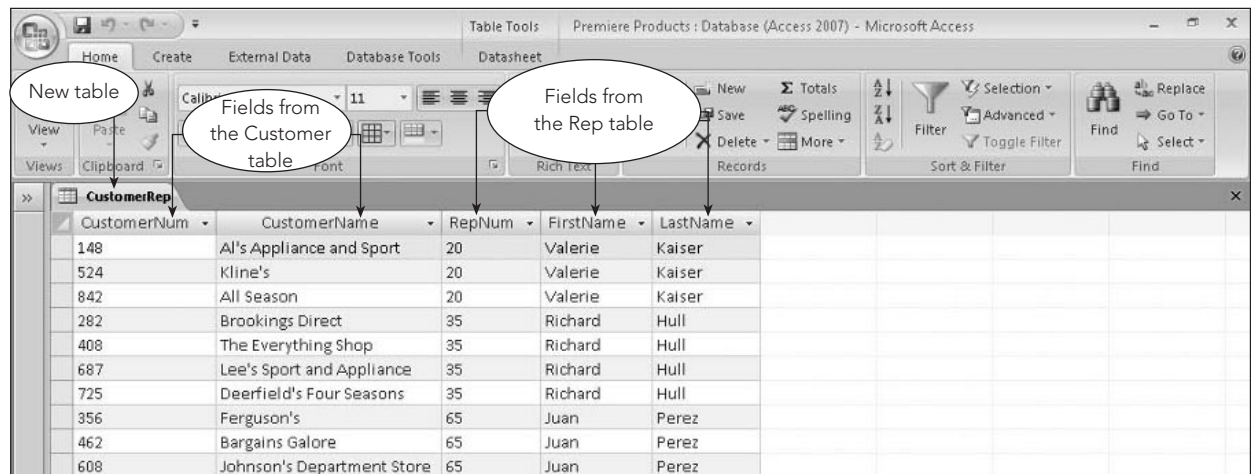 Table Tools Premiere Products : Database (Access 2007) - Microsoft Access
Home Create External Data Database Tools Datasheet
New table
Fields from
the Customer
table
Fields from
the Rep table
11
View
Paste
New
Save
Delete
Totals
Spelling
More
Filter
Selection
Advanced
Toggle Filter
Find
Replace
Go To
Select
Views Clipboard Font Rich Text Records Sort & Filter Find
CustomerRep
CustomerNum CustomerName RepNum FirstName LastName
148 Al's Appliance and Sport 20 Valerie Kaiser
524 Kline's 20 Valerie Kaiser
842 All Season 20 Valerie Kaiser
282 Brookings Direct 35 Richard Hull
408 The Everything Shop 35 Richard Hull
687 Lee's Sport and Appliance 35 Richard Hull
725 Deerfield's Four Seasons 35 Richard Hull
356 Ferguson's 65 Juan Perez
462 Bargains Galore 65 Juan Perez
608 Johnson's Department Store 65 Juan Perez